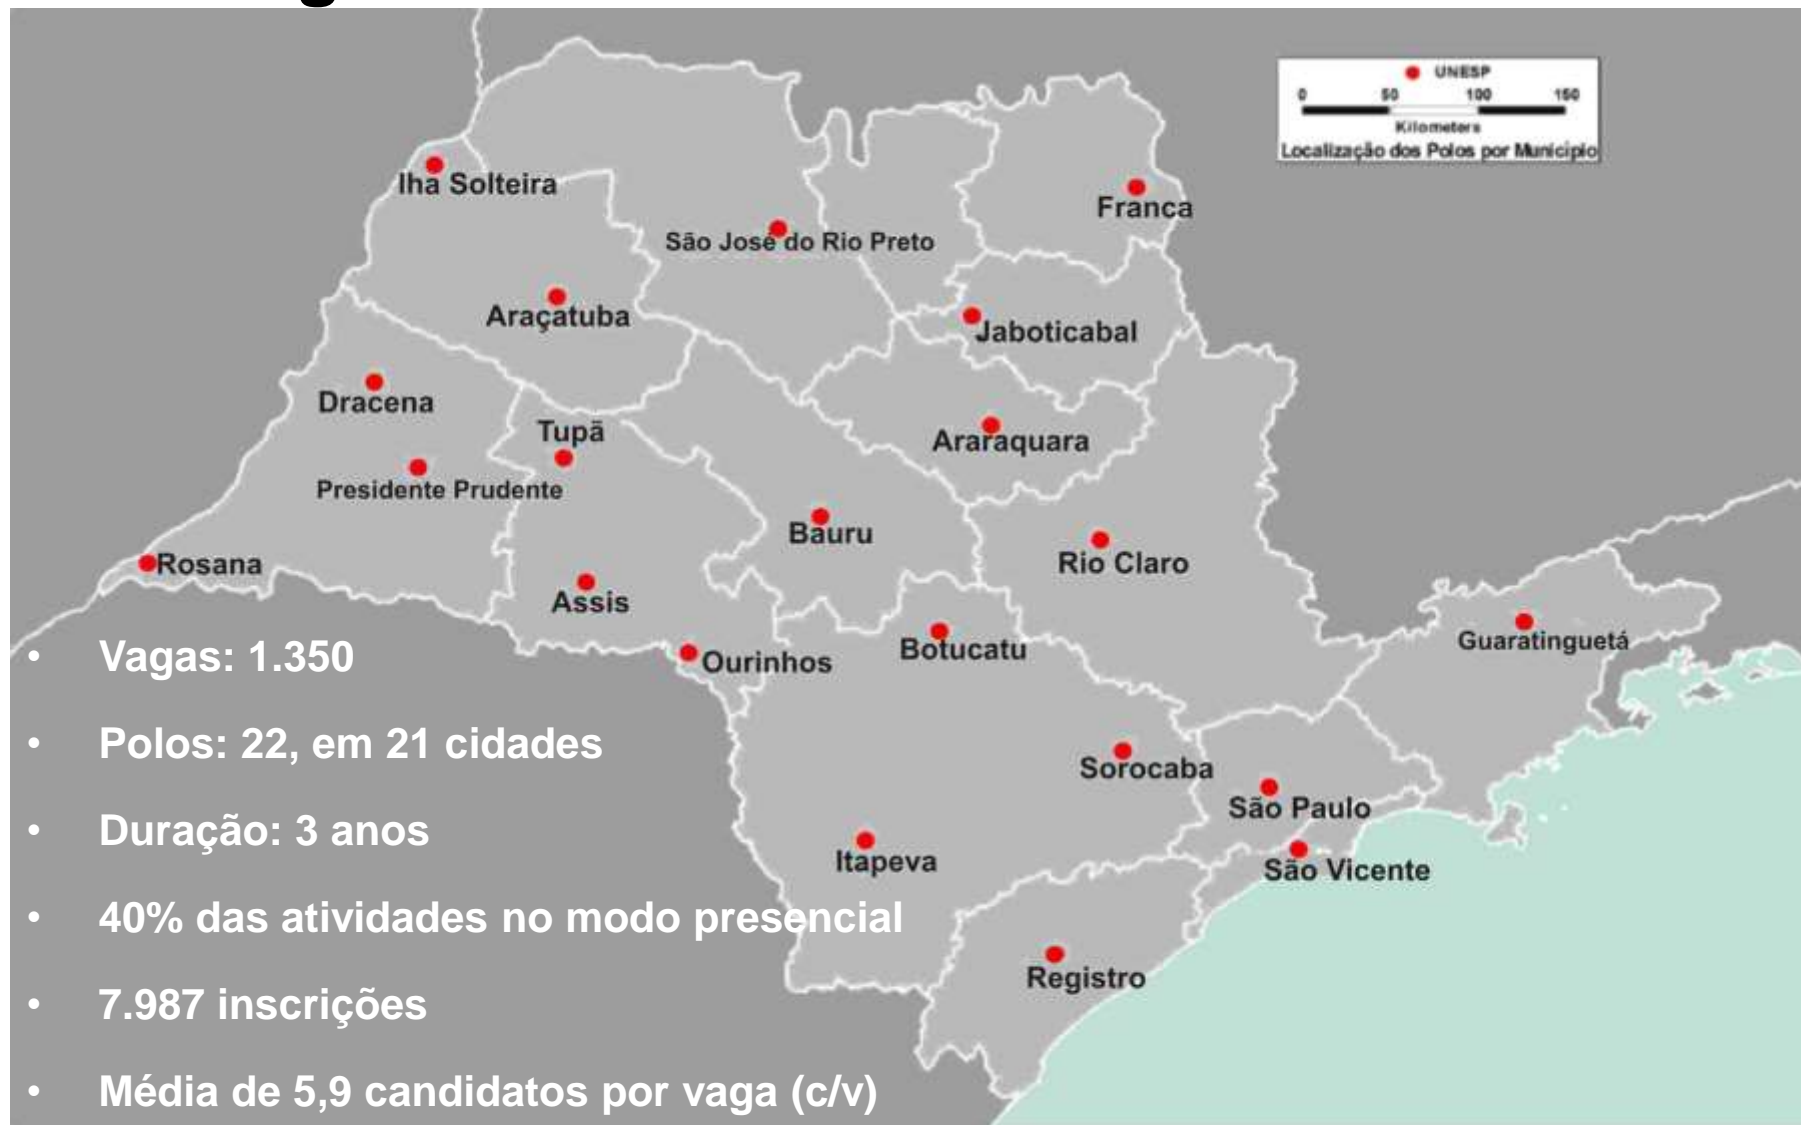 UNESP
0 50 100 150
Kilometers
Localização dos Polos por Município
Ilha Solteira
Franca
São José do Rio Preto
Araçatuba
Jaboticabal
Dracena
Tupã
Araraquara
Presidente Prudente
Bauru
Rosana
Rio Claro
Assis
Botucatu
Guaratinguetá
Ourinhos
Sorocaba
São Paulo
Itapeva
São Vicente
Registro
• Vagas: 1.350
• Polos: 22, em 21 cidades
• Duração: 3 anos
• 40% das atividades no modo presencial
• 7.987 inscrições
• Média de 5,9 candidatos por vaga (c/v)